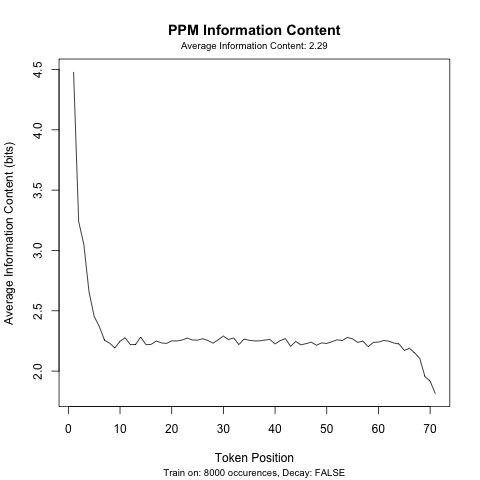 PPM Information Content
Average Information Content: 2.29
Average Information Content (bits)
4.5
4.0
3.5
3.0
2.5
2.0
0 10 20 30 40 50 60 70
Token Position
Train on: 8000 occurences, Decay: FALSE